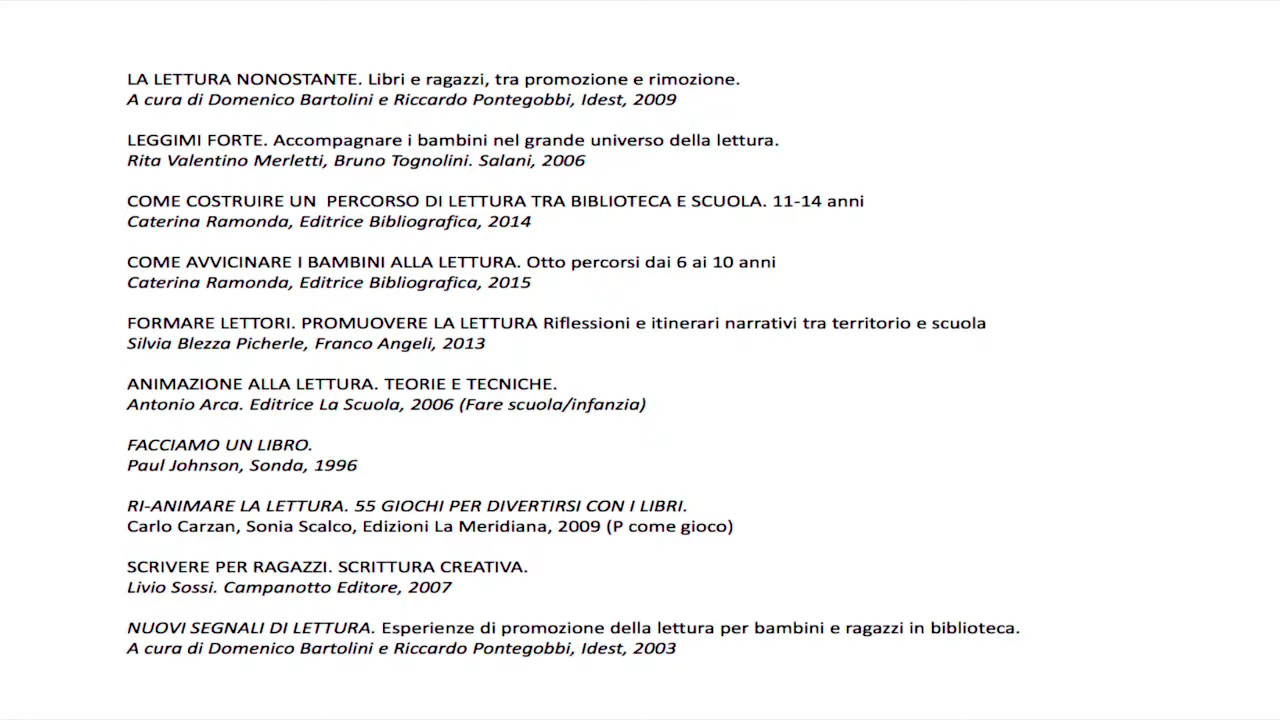 LA LETTURA NONOSTANTE. Libri e ragazzi, tra promozione e rimozione.
A cura di Domenico Bartolini e Riccardo Pontegobbi, Idest, 2009
LEGGIMI FORTE. Accompagnare i bambini nel grande universo della lettura.
Rita Valentino Merletti, Bruno Tognolini. Salani, 2006
COME COSTRUIRE UN  PERCORSO DI LETTURA TRA BIBLIOTECA E SCUOLA. 11-14 anni
Caterina Ramonda, Editrice Bibliografica, 2014
COME AVVICINARE I BAMBINI ALLA LETTURA. Otto percorsi dai 6 ai 10 anni
Caterina Ramonda, Editrice Bibliografica, 2015
FORMARE LETTORI. PROMUOVERE LA LETTURA Riflessioni e itinerari narrativi tra territorio e scuola
Silvia Blezza Picherle, Franco Angeli, 2013
ANIMAZIONE ALLA LETTURA. TEORIE E TECNICHE.
Antonio Arca. Editrice La Scuola, 2006 (Fare scuola/infanzia)
FACCIAMO UN LIBRO.
Paul Johnson, Sonda, 1996
RI-ANIMARE LA LETTURA. 55 GIOCHI PER DIVERTIRSI CON I LIBRI.
Carlo Carzan, Sonia Scalco, Edizioni La Meridiana, 2009 (P come gioco)
SCRIVERE PER RAGAZZI. SCRITTURA CREATIVA.
Livio Sossi. Campanotto Editore, 2007
NUOVI SEGNALI DI LETTURA. Esperienze di promozione della lettura per bambini e ragazzi in biblioteca.
A cura di Domenico Bartolini e Riccardo Pontegobbi, Idest, 2003